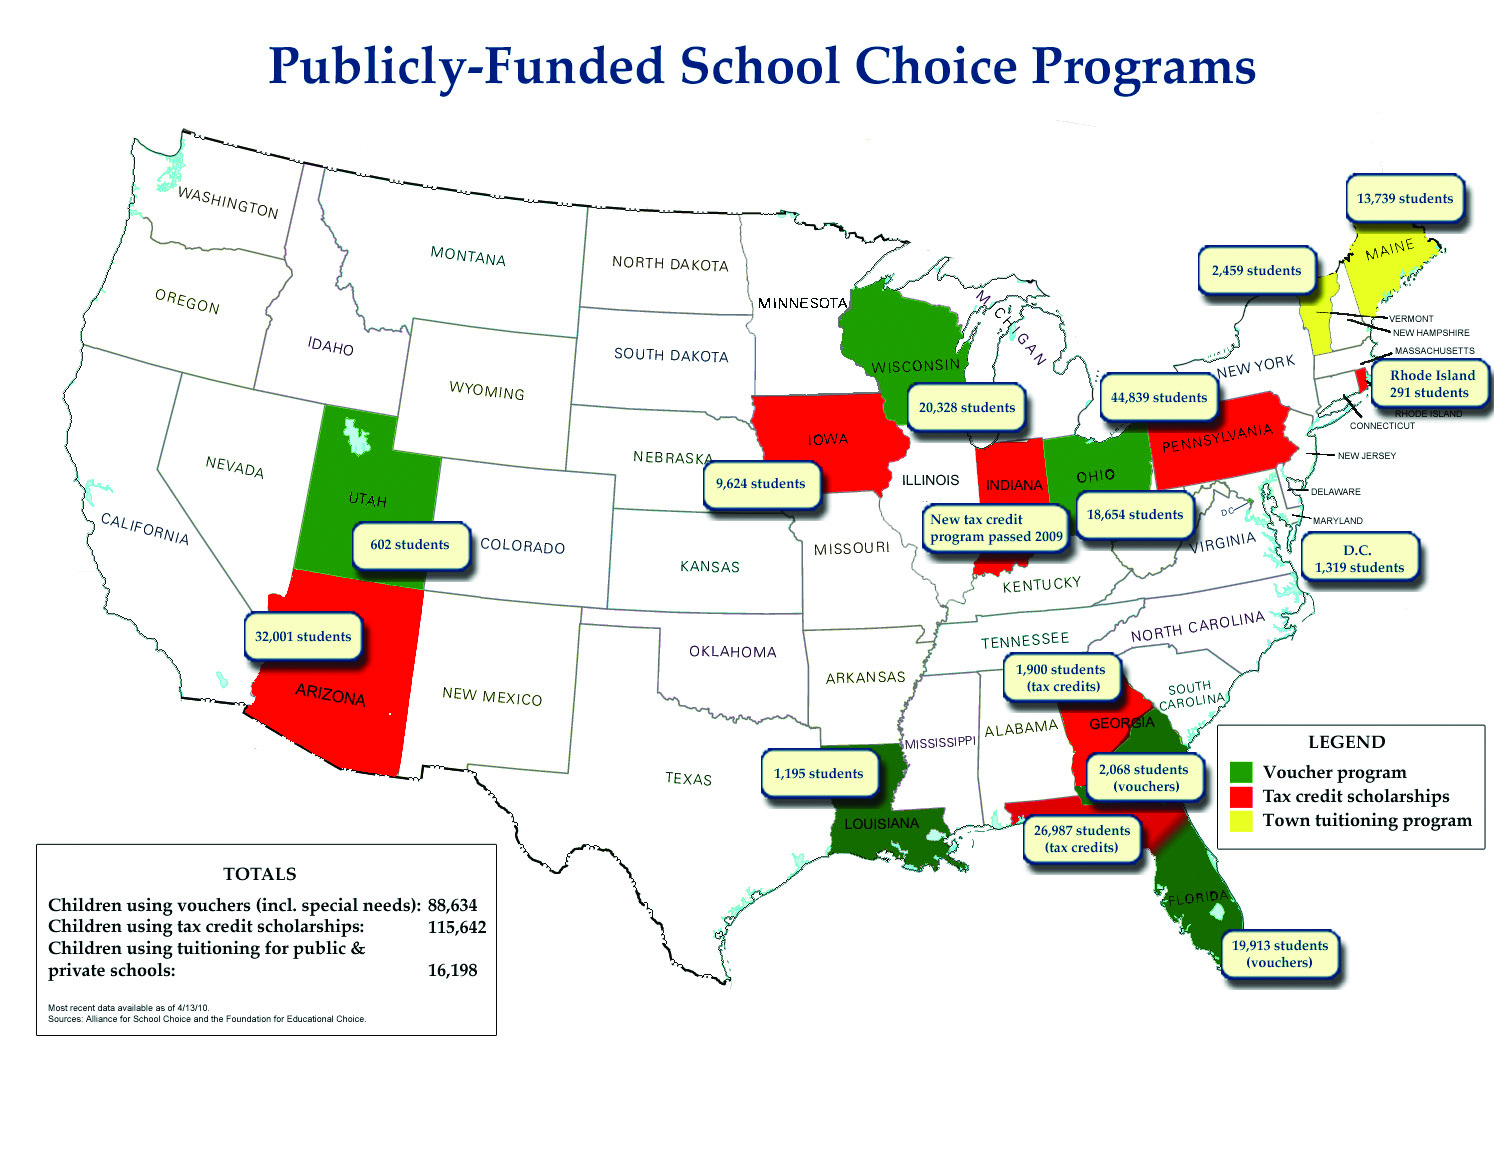 Publicly-Funded School Choice Programs
13,739 students
WASHINGTON
MAINE
MONTANA
NORTH DAKOTA
2,459 students
OREGON
MINNESOTA
MICHIGAN
VERMONT
NEW HAMPSHIRE
IDAHO
SOUTH DAKOTA
WISCONSIN
MASSACHUSETTS
NEW YORK
Rhode Island
291 students
WYOMING
20,328 students
44,839 students
RHODE ISLAND
CONNECTICUT
IOWA
PENNSYLVANIA
NEVADA
NEBRASKA
NEW JERSEY
9,624 students
ILLINOIS
INDIANA
OHIO
UTAH
DELAWARE
New tax credit
program passed 2009
18,654 students
DC
MARYLAND
CALIFORNIA
602 students
COLORADO
MISSOURI
VIRGINIA
D.C.
1,319 students
KANSAS
KENTUCKY
32,001 students
OKLAHOMA
TENNESSEE
NORTH CAROLINA
ARIZONA
NEW MEXICO
ARKANSAS
1,900 students
(tax credits)
SOUTH
CAROLINA
MISSISSIPPI
ALABAMA
GEORGIA
TEXAS
1,195 students
2,068 students
(vouchers)
LOUISIANA
26,987 students
(tax credits)
FLORIDA
19,913 students
(vouchers)
LEGEND
Voucher program
Tax credit scholarships
Town tuitioning program
TOTALS
Children using vouchers (incl. special needs): 88,634
Children using tax credit scholarships: 115,642
Children using tuitioning for public &
private schools: 16,198
Most recent data available as of 4/13/10.
Sources: Alliance for School Choice and the Foundation for Educational Choice.